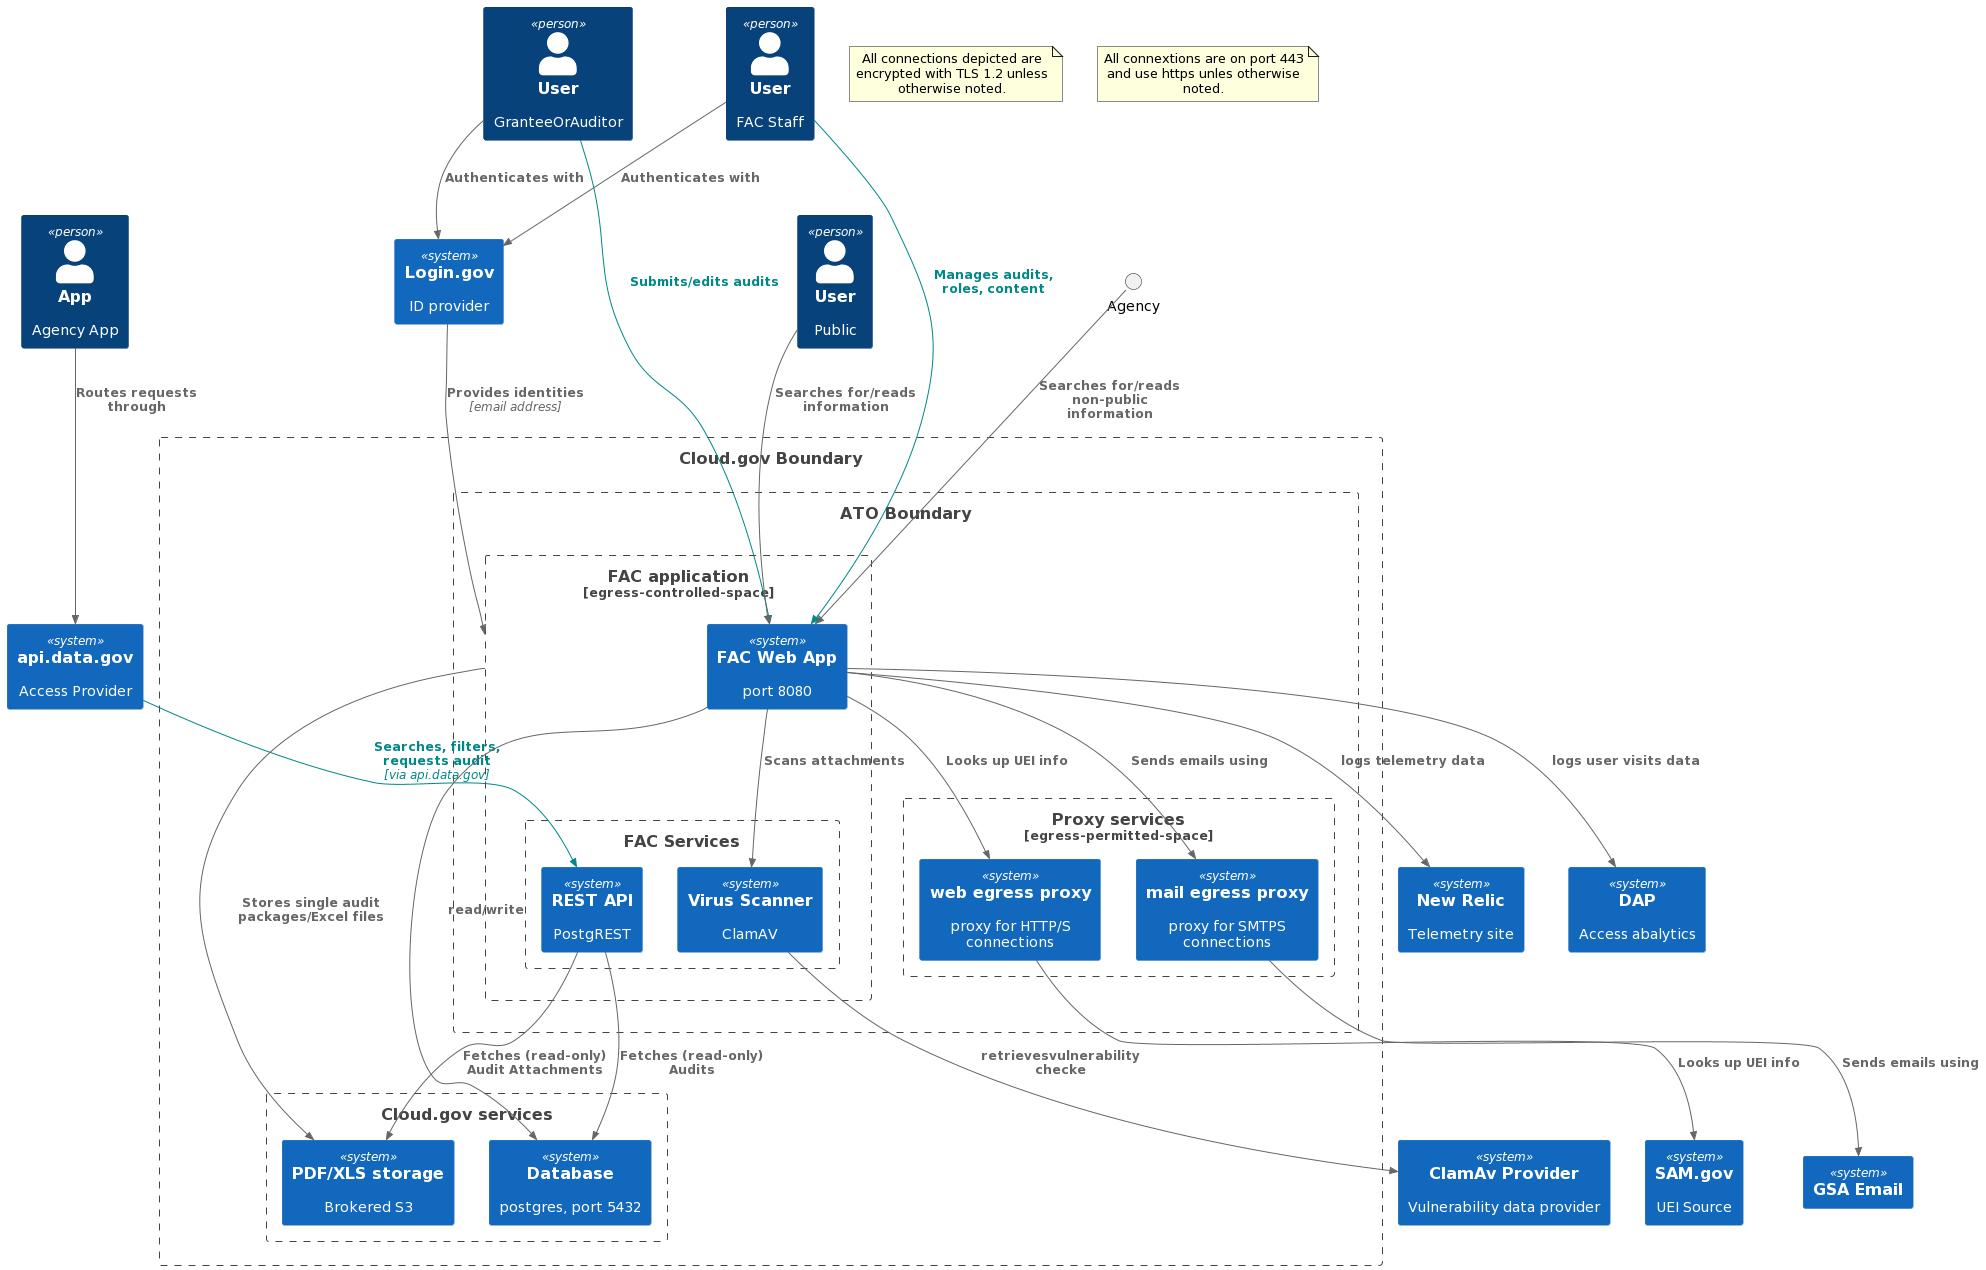 «person»
User
GranteeOrAuditor
«person»
User
FAC Staff
All connections depicted are
encrypted with TLS 1.2 unless
otherwise noted.
All connextions are on port 443
and use https unles otherwise
noted.
Authenticates with
Authenticates with
«person»
App
Agency App
«system»
Login.gov
ID provider
Submits/edits audits
«person»
User
Public
Manages audits,
roles, content
Agency
Routes requests
through
Provides identities
[email address]
Searches for/reads
information
Searches for/reads
non-public
information
Cloud.gov Boundary
ATO Boundary
FAC application
[egress-controlled-space]
«system»
api.data.gov
Access Provider
«system»
FAC Web App
port 8080
Searches, filters,
requests audit
[via api.data.gov]
Scans attachments
Looks up UEI info
Sends emails using
logs telemetry data
logs user visits data
FAC Services
Proxy services
[egress-permitted-space]
Stores single audit
packages/Excel files
read/write
«system»
REST API
PostgREST
«system»
Virus Scanner
ClamAV
«system»
web egress proxy
proxy for HTTP/S
connections
«system»
mail egress proxy
proxy for SMTPS
connections
«system»
New Relic
Telemetry site
«system»
DAP
Access abalytics
Fetches (read-only)
Audit Attachments
Fetches (read-only)
Audits
retrievesvulnerability
checke
Looks up UEI info
Sends emails using
Cloud.gov services
«system»
PDF/XLS storage
Brokered S3
«system»
Database
postgres, port 5432
«system»
ClamAv Provider
Vulnerability data provider
«system»
SAM.gov
UEI Source
«system»
GSA Email